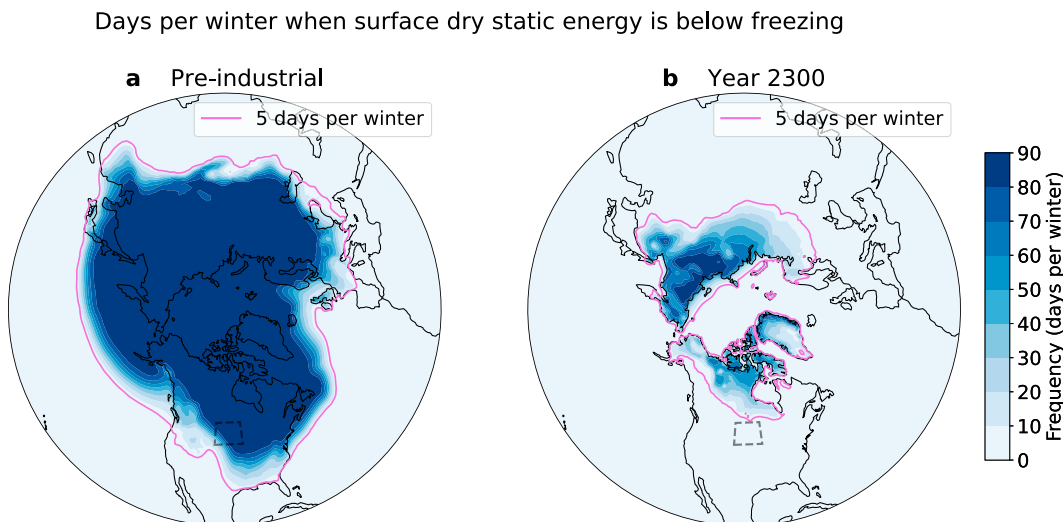 Days per winter when surface dry static energy is below freezing
a Pre-industrial
5 days per winter
b Year 2300
5 days per winter
90
80
70
60
50
40
30
20
10
0
Frequency (days per winter)